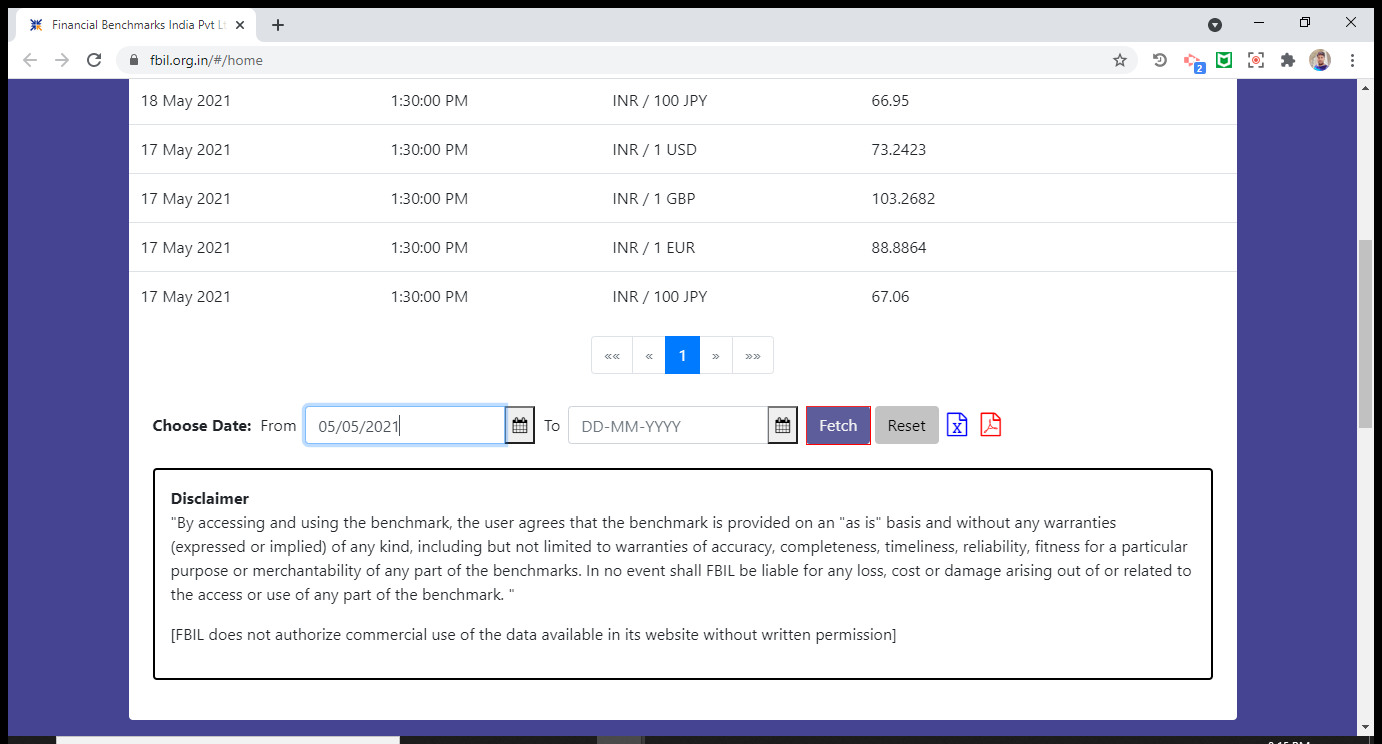 Financial Benchmarks India Pvt Lt
fbil.org.in/#/home
2
18 May 2021 1:30:00 PM INR / 100 JPY 66.95
17 May 2021 1:30:00 PM INR / 1 USD 73.2423
17 May 2021 1:30:00 PM INR / 1 GBP 103.2682
17 May 2021 1:30:00 PM INR / 1 EUR 88.8864
17 May 2021 1:30:00 PM INR / 100 JPY 67.06
«« « 1 » »»
Choose Date: From 05/05/2021 To DD-MM-YYYY Fetch Reset
Disclaimer
"By accessing and using the benchmark, the user agrees that the benchmark is provided on an "as is" basis and without any warranties
(expressed or implied) of any kind, including but not limited to warranties of accuracy, completeness, timeliness, reliability, fitness for a particular
purpose or merchantability of any part of the benchmarks. In no event shall FBIL be liable for any loss, cost or damage arising out of or related to
the access or use of any part of the benchmark. "
[FBIL does not authorize commercial use of the data available in its website without written permission]